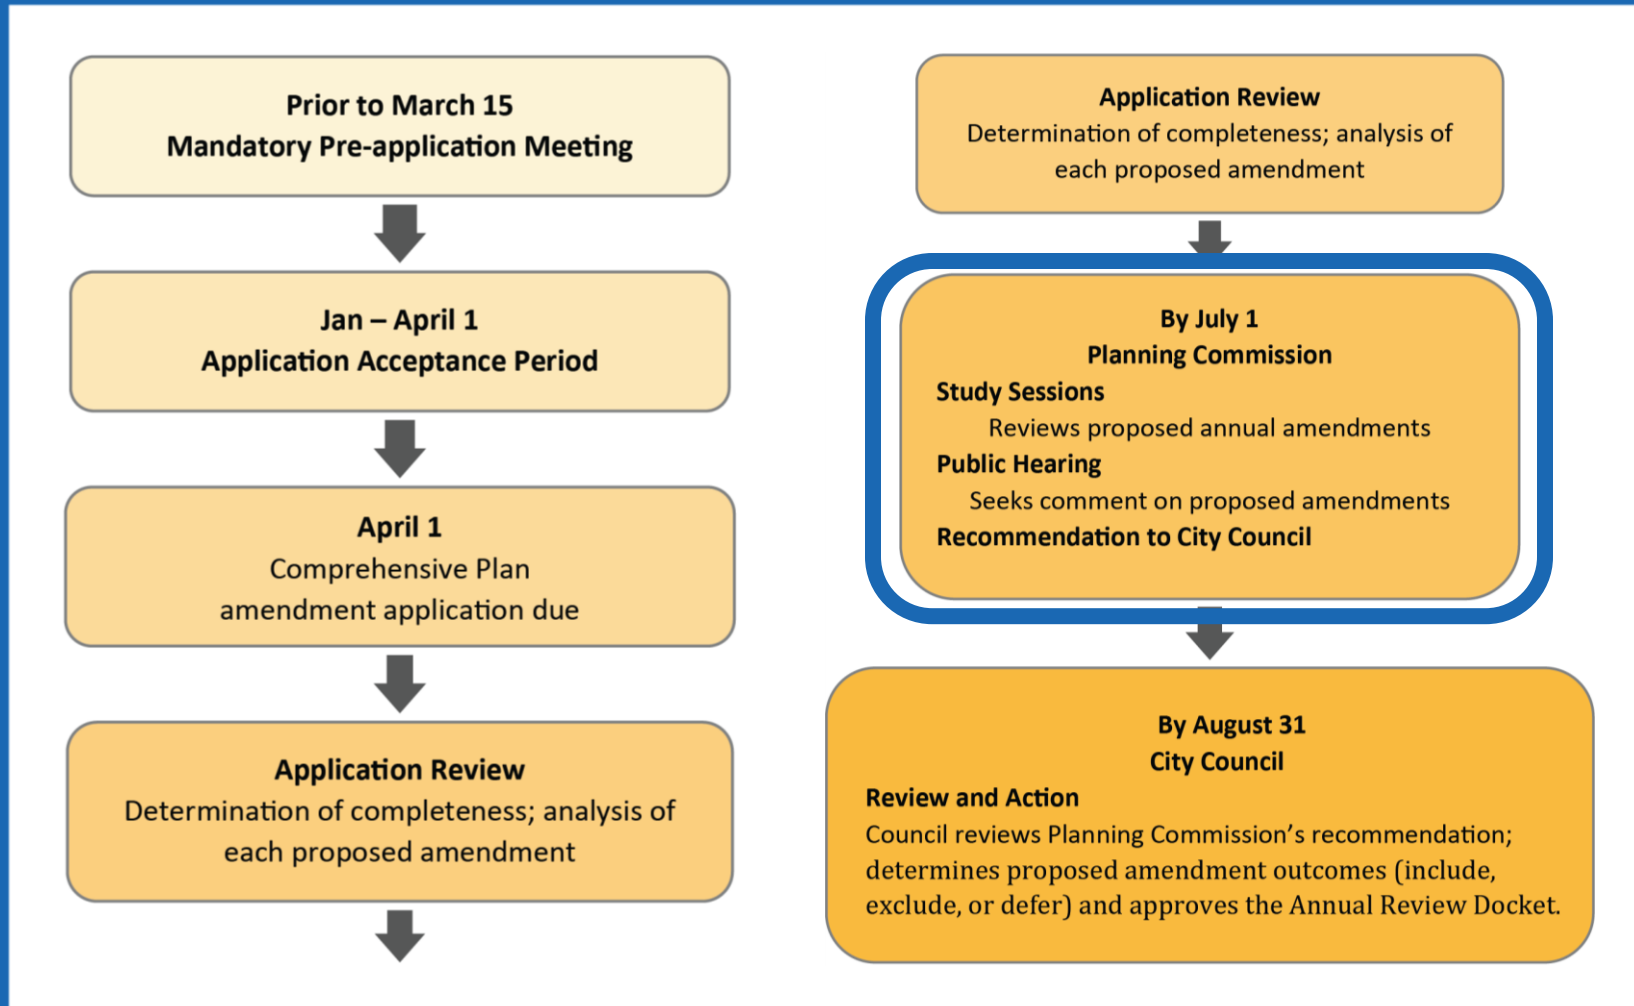 Prior to March 15
Mandatory Pre-application Meeting
Jan – April 1
Application Acceptance Period
April 1
Comprehensive Plan
amendment application due
Application Review
Determination of completeness; analysis of
each proposed amendment
Application Review
Determination of completeness; analysis of
each proposed amendment
By July 1
Planning Commission
Study Sessions
Reviews proposed annual amendments
Public Hearing
Seeks comment on proposed amendments
Recommendation to City Council
By August 31
City Council
Review and Action
Council reviews Planning Commission’s recommendation;
determines proposed amendment outcomes (include,
exclude, or defer) and approves the Annual Review Docket.